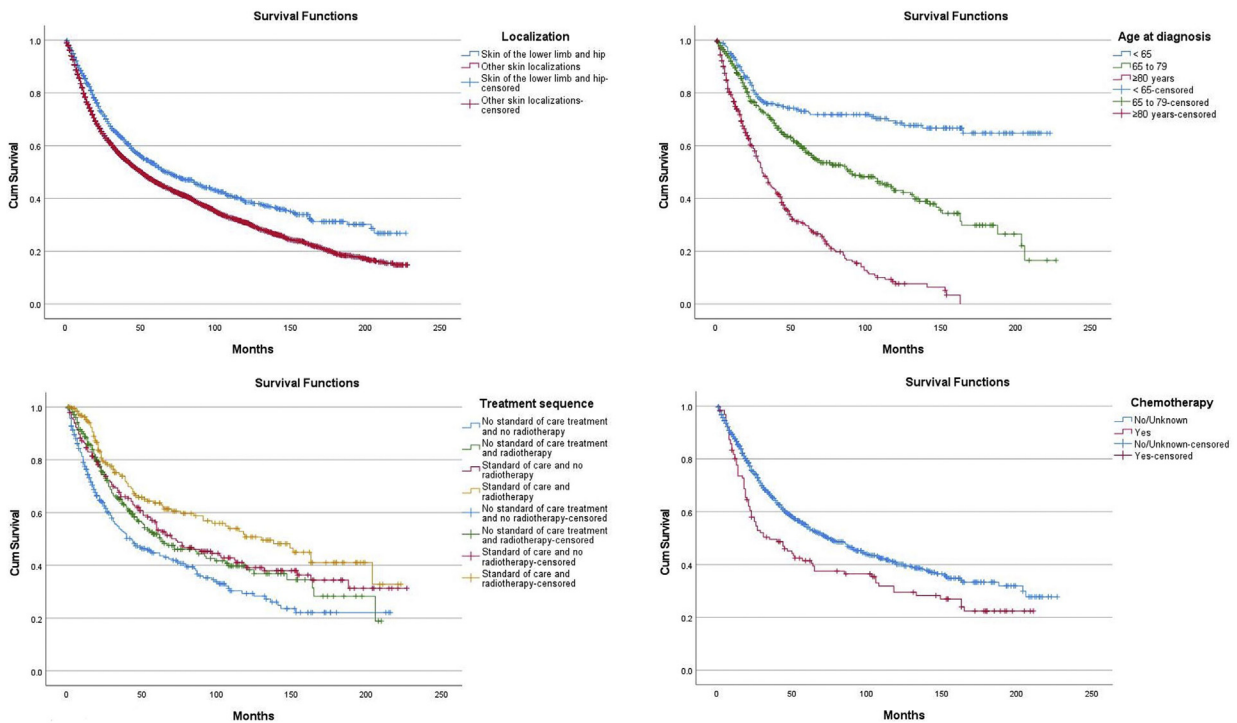 Survival Functions
Localization
Skin of the lower limb and hip
Other skin localizations
Skin of the lower limb and hip-
censored
Other skin localizations-
censored
Cum Survival
1.0
0.8
0.6
0.4
0.2
0.0
0 50 100 150 200 250
Months
Survival Functions
Age at diagnosis
< 65
65 to 79
≥80 years
< 65-censored
65 to 79-censored
≥80 years-censored
Cum Survival
1.0
0.8
0.6
0.4
0.2
0.0
0 50 100 150 200 250
Months
Survival Functions
Treatment sequence
No standard of care treatment
and no radiotherapy
No standard of care treatment
and radiotherapy
Standard of care and no
radiotherapy
Standard of care and
radiotherapy
No standard of care treatment
and no radiotherapy-censored
No standard of care treatment
and radiotherapy-censored
Standard of care and no
radiotherapy-censored
Standard of care and
radiotherapy-censored
Cum Survival
1.0
0.8
0.6
0.4
0.2
0.0
0 50 100 150 200 250
Months
Survival Functions
Chemotherapy
No/Unknown
Yes
No/Unknown-censored
Yes-censored
Cum Survival
1.0
0.8
0.6
0.4
0.2
0.0
0 50 100 150 200 250
Months